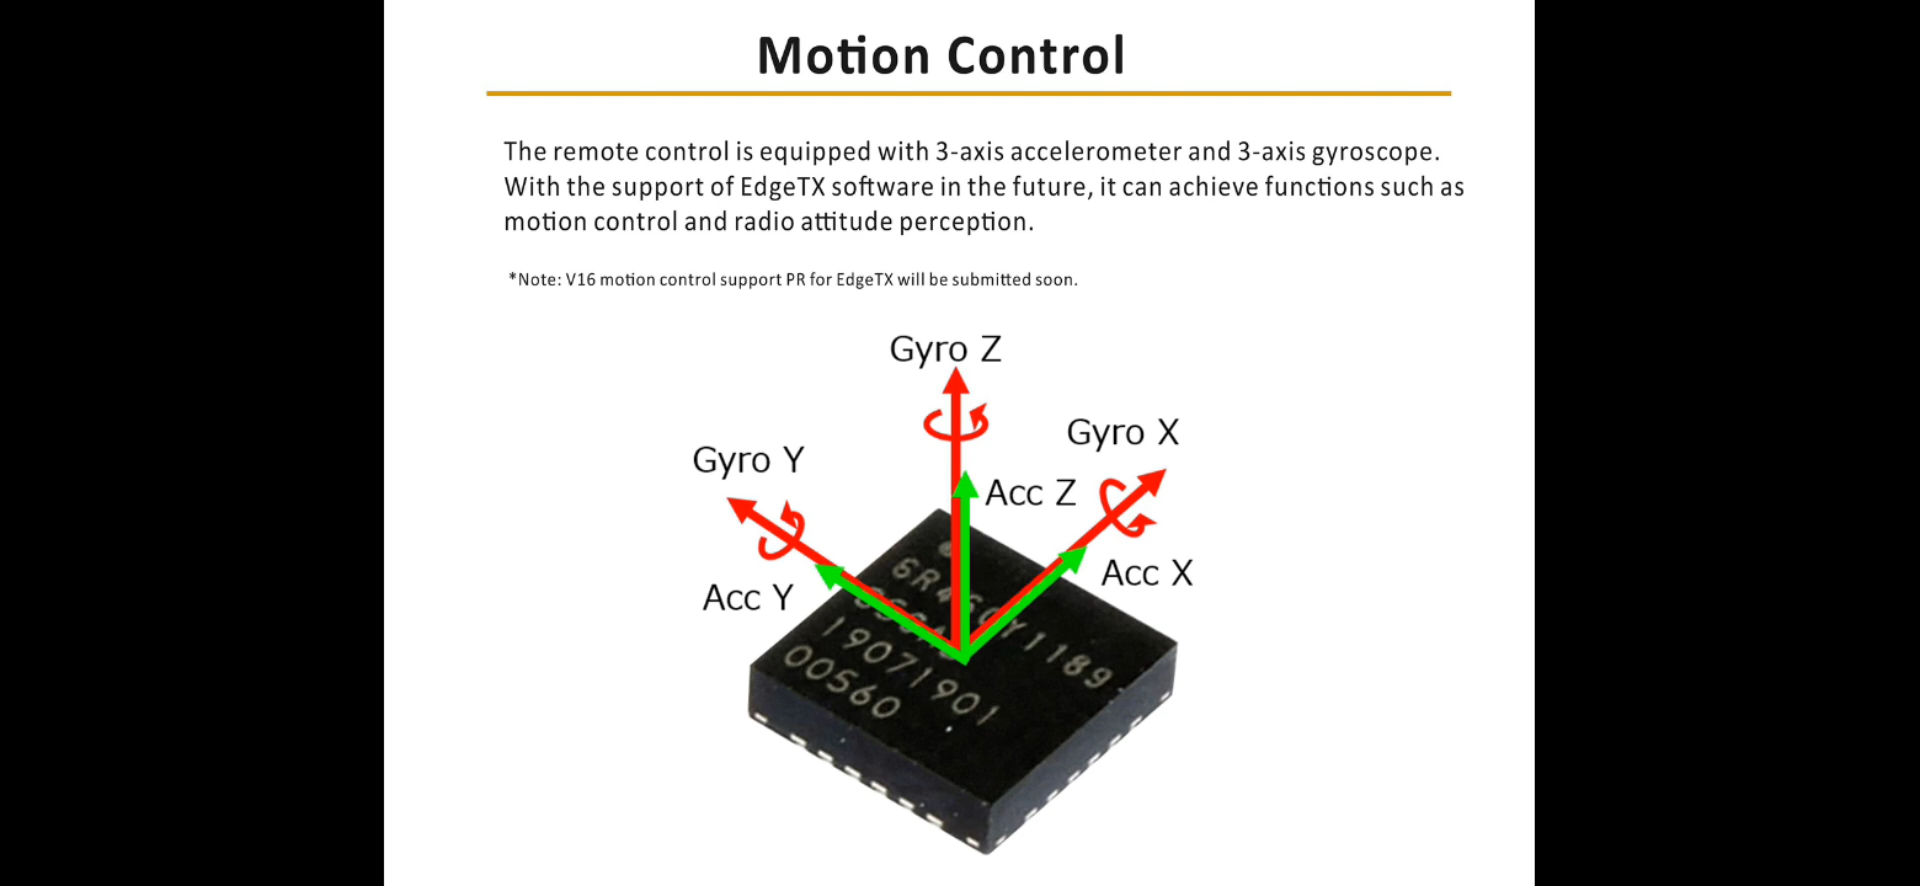 Motion Control
The remote control is equipped with 3-axis accelerometer and 3-axis gyroscope.
With the support of EdgeTX software in the future, it can achieve functions such as
motion control and radio attitude perception.
*Note: V16 motion control support PR for EdgeTX will be submitted soon.
Gyro Z
Gyro X
Gyro Y
Acc Z
Acc X
Acc Y
19071901
00560